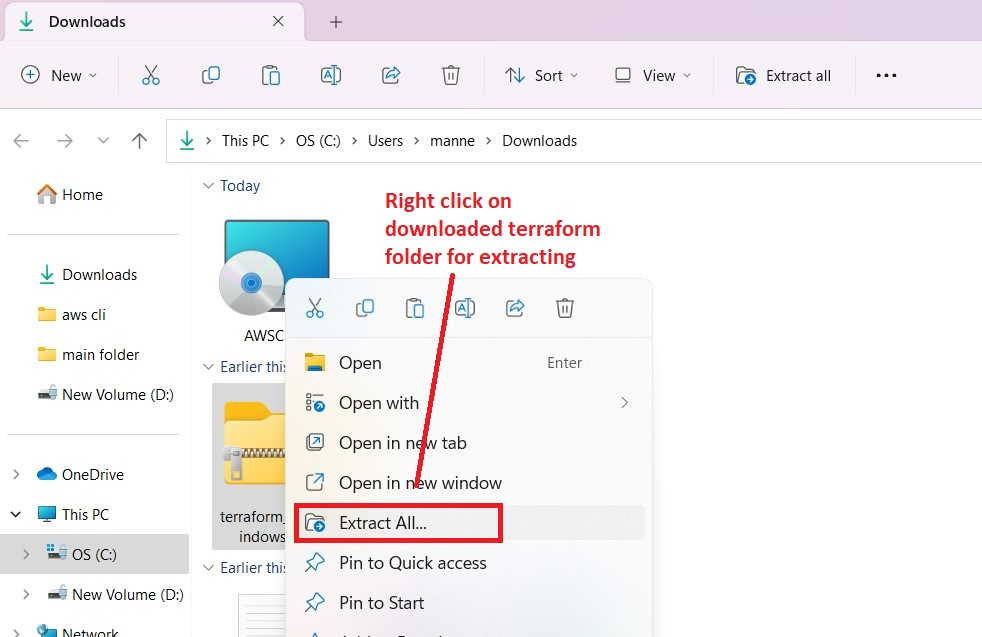 Downloads
New
Sort
View
Extract all
This PC > OS (C:) > Users > manne > Downloads
Home
Downloads
aws cli
main folder
New Volume (D:)
OneDrive
This PC
OS (C:)
New Volume (D:)
Network
Today
Right click on
downloaded terraform
folder for extracting
AWSC
Earlier this
terraform_
indows
Earlier this
Open Enter
Open with
Open in new tab
Open in new window
Extract All...
Pin to Quick access
Pin to Start